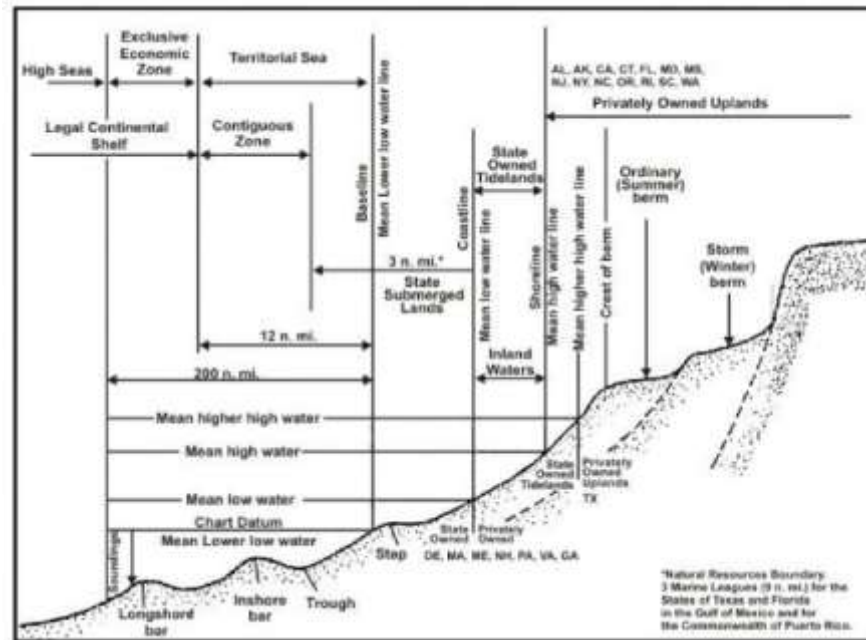 Exclusive
Economic
Zone
High Seas
Territorial Sea
Legal Continental
Shelf
Contiguous
Zone
Baseline
Mean Lower low water line
Coastline
Mean low water line
State
Owned
Tidelands
Shoreline
Mean high water line
Mean higher high water line
Crest of berm
AL, AK, CA, CT, FL, MD, MS,
NJ, NY, NC, OR, RI, SC, WA
Privately Owned Uplands
Ordinary
(Summer)
berm
Storm
(Winter)
berm
3 n. mi.*
State
Submerged
Lands
12 n. mi.
200 n. mi.
Inland
Waters
Mean higher high water
Mean high water
Mean low water
Chart Datum
Mean Lower low water
Soundings
State
Owned
Tidelands
Privately
Owned
Uplands
TX
State
Owned
Privately
Owned
DE, MA, ME, NH, PA, VA, GA
Step
Trough
Inshore
bar
Longshore
bar
*Natural Resources Boundary.
3 Marine Leagues (9 n. mi.) for the
States of Texas and Florida
in the Gulf of Mexico and for
the Commonwealth of Puerto Rico.